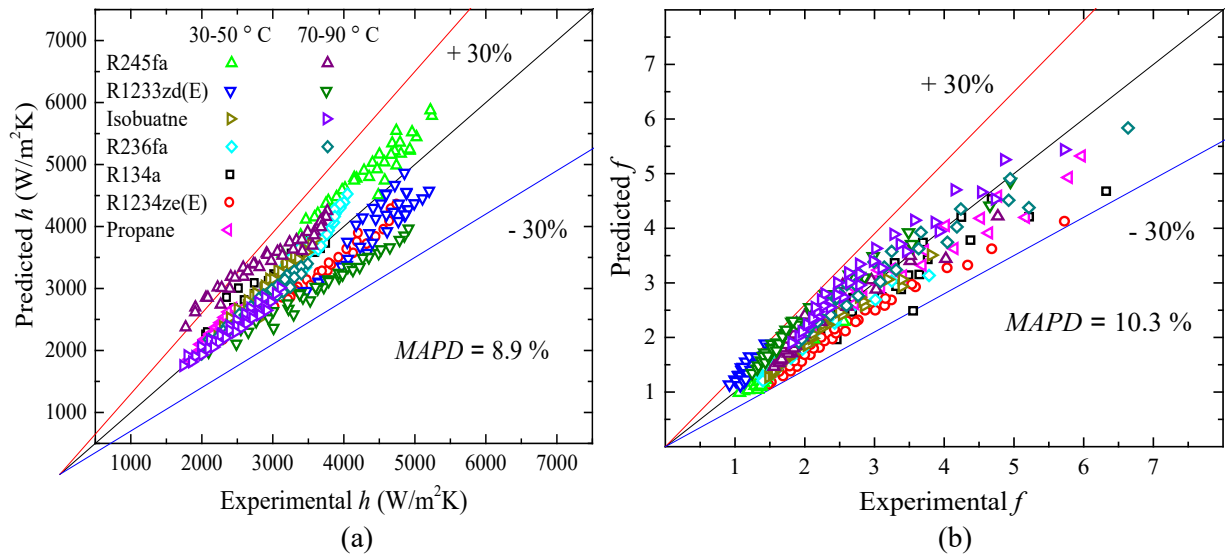 7000
6000
5000
4000
3000
2000
1000
Predicted h (W/m²K)
30-50 ° C 70-90 ° C
R245fa
R1233zd(E)
Isobuatne
R236fa
R134a
R1234ze(E)
Propane
+ 30%
- 30%
MAPD = 8.9 %
1000 2000 3000 4000 5000 6000 7000
Experimental h (W/m²K)
(a)
8
7
6
5
4
3
2
1
0
Predicted f
+ 30%
- 30%
MAPD = 10.3 %
1 2 3 4 5 6 7
Experimental f
(b)